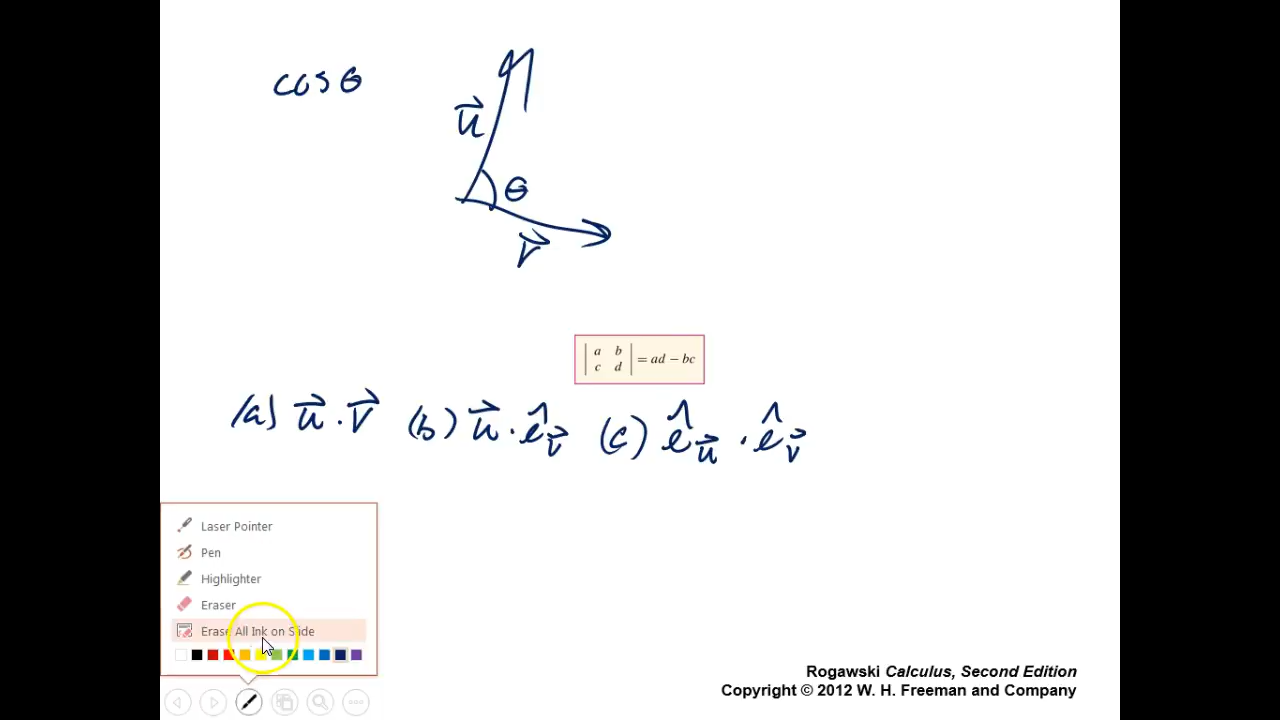 cos θ
u⃗
θ
v⃗
| a b |
| c d | = ad − bc
(a) u⃗ · v⃗ (b) u⃗ · ê_v⃗ (c) ê_u⃗ · ê_v⃗
Laser Pointer
Pen
Highlighter
Eraser
Erase All Ink on Slide
Rogawski Calculus, Second Edition
Copyright © 2012 W. H. Freeman and Company